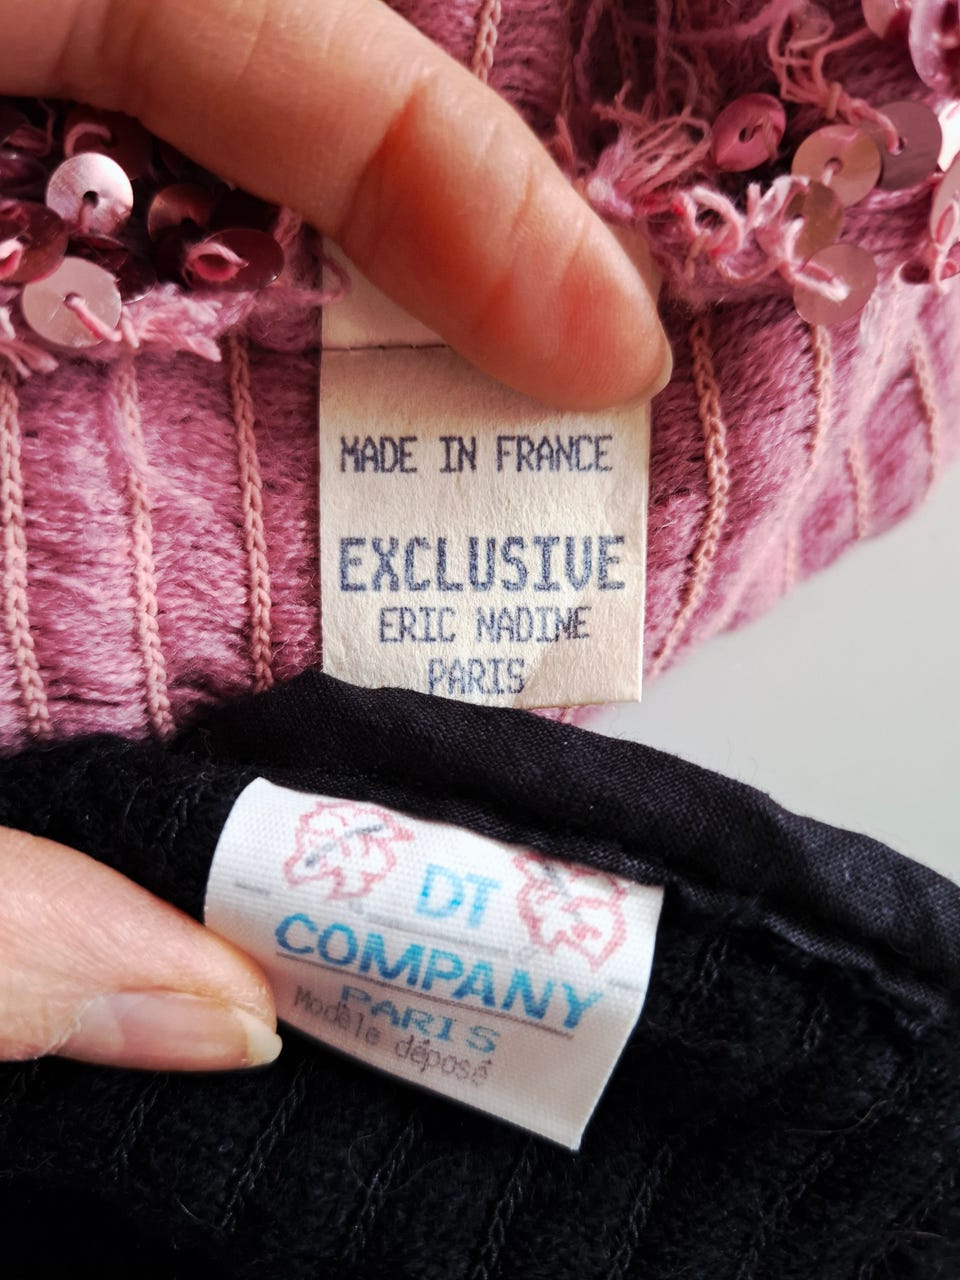 MADE IN FRANCE
EXCLUSIVE
ERIC NADINE
PARIS
DT
COMPANY
PARIS
Modèle déposé